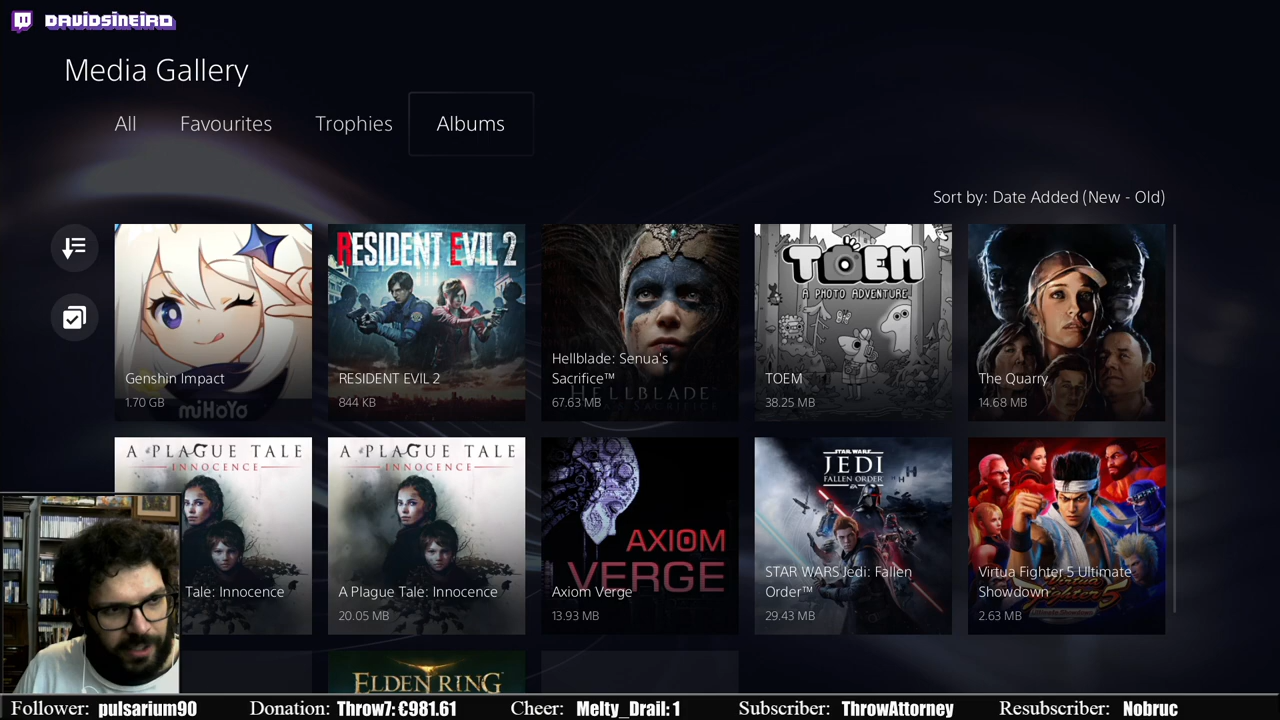 DAVIDSINEIRO
Media Gallery
All
Favourites
Trophies
Albums
Sort by: Date Added (New - Old)
Genshin Impact
1.70 GB
miHoYo
RESIDENT EVIL 2
RESIDENT EVIL 2
844 KB
Hellblade: Senua's
Sacrifice™
HELLBLADE
67.63 MB
TOEM
A PHOTO ADVENTURE
TOEM
38.25 MB
The Quarry
14.68 MB
A PLAGUE TALE
INNOCENCE
Tale: Innocence
A PLAGUE TALE
INNOCENCE
A Plague Tale: Innocence
20.05 MB
AXIOM
VERGE
Axiom Verge
13.93 MB
STAR WARS
JEDI
FALLEN ORDER
STAR WARS Jedi: Fallen
Order™
29.43 MB
Virtua Fighter 5 Ultimate
Showdown
2.63 MB
ELDEN RING
Follower: pulsarium90
Donation: Throw7: €981.61
Cheer: Melty_Drail: 1
Subscriber: ThrowAttorney
Resubscriber: Nobruc